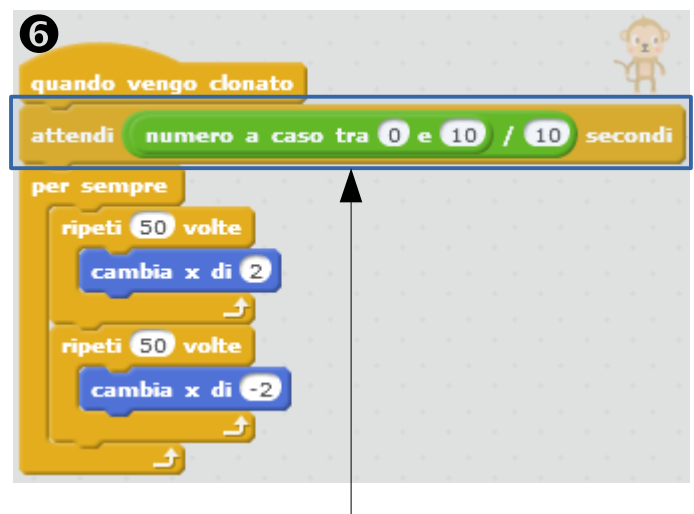 6
quando vengo clonato
attendi numero a caso tra 0 e 10 / 10 secondi
per sempre
ripeti 50 volte
cambia x di 2
ripeti 50 volte
cambia x di -2